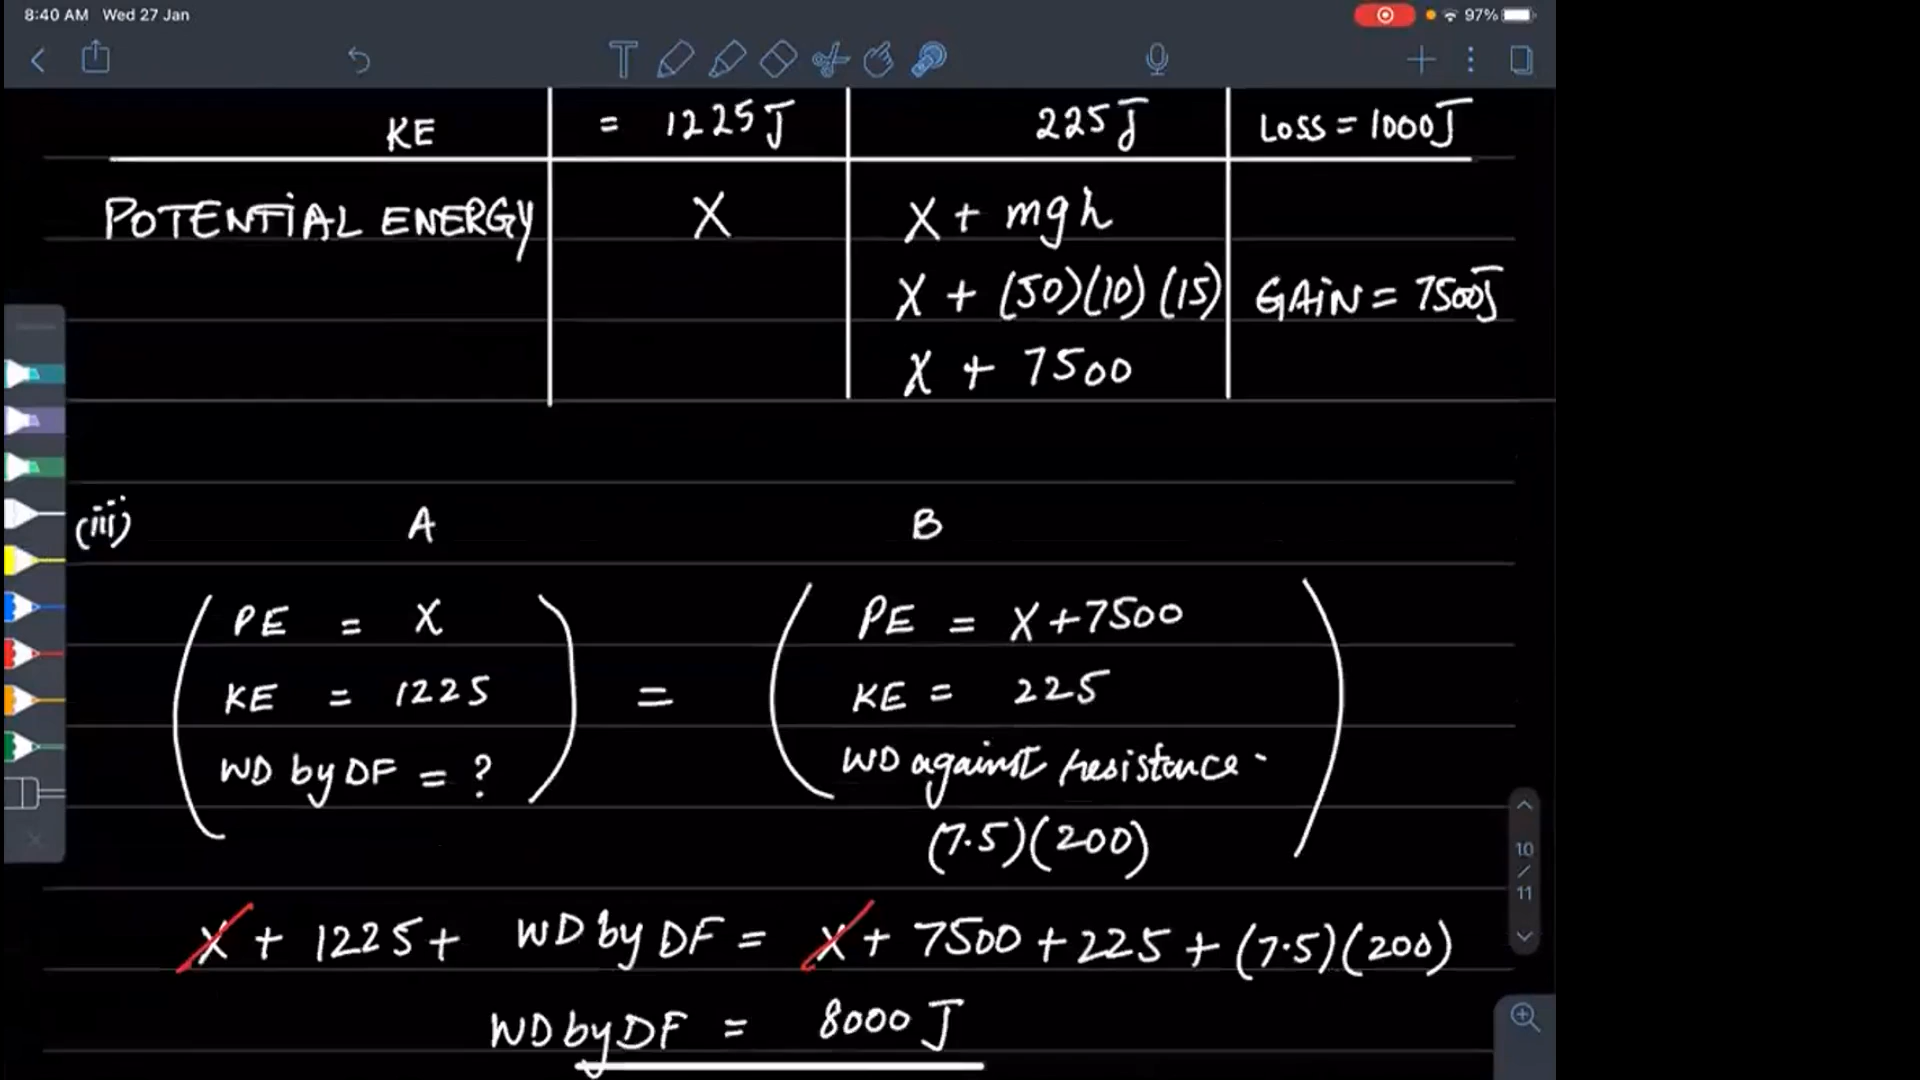 8:40 AM Wed 27 Jan
97%
T
KE = 1225J 225J LOSS = 1000J
POTENTIAL ENERGY X X + mgh
X + (50)(10)(15) GAIN = 7500J
X + 7500
(iii) A B
PE = X PE = X+7500
KE = 1225 = KE = 225
WD by DF = ? WD against resistance -
(7.5)(200)
10
/
11
X + 1225 + WD by DF = X + 7500 + 225 + (7.5)(200)
WD by DF = 8000 J